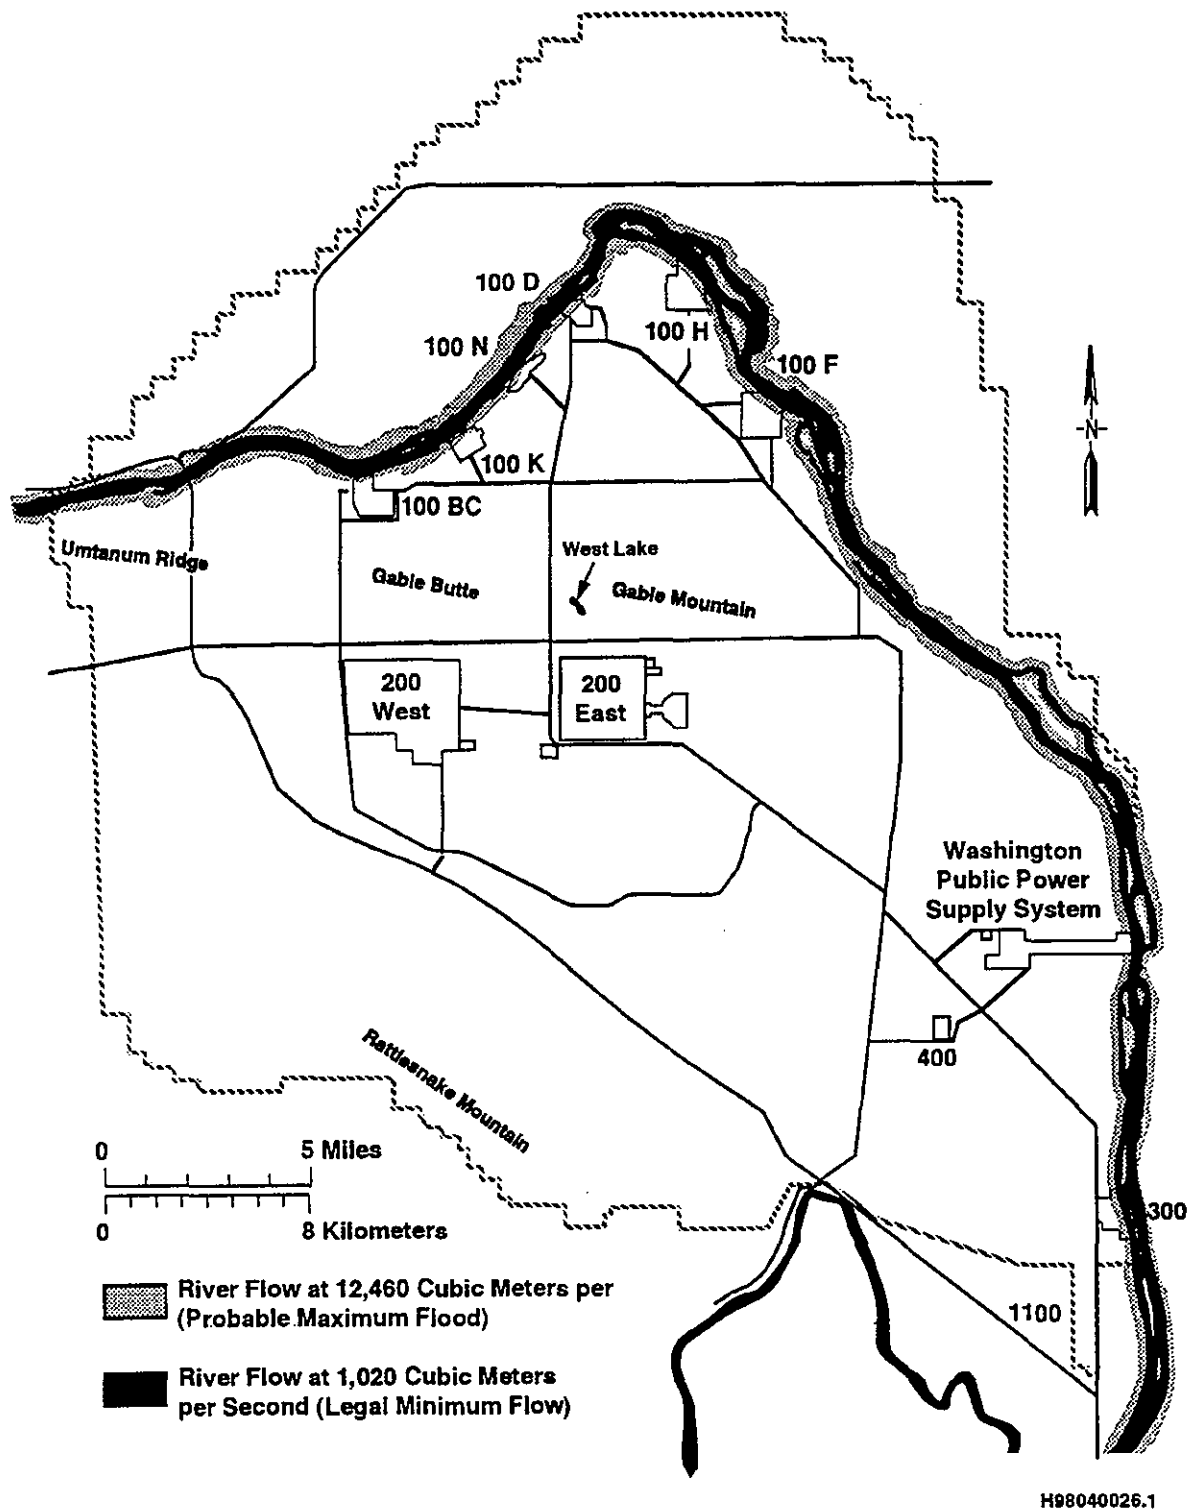 100 D
100 N
100 H
100 F
N
100 K
100 BC
West Lake
Umtanum Ridge
Gable Butte
Gable Mountain
200
West
200
East
Washington
Public Power
Supply System
400
Rattlesnake Mountain
0 5 Miles
0 8 Kilometers
300
1100
River Flow at 12,460 Cubic Meters per
(Probable Maximum Flood)
River Flow at 1,020 Cubic Meters
per Second (Legal Minimum Flow)
H98040026.1